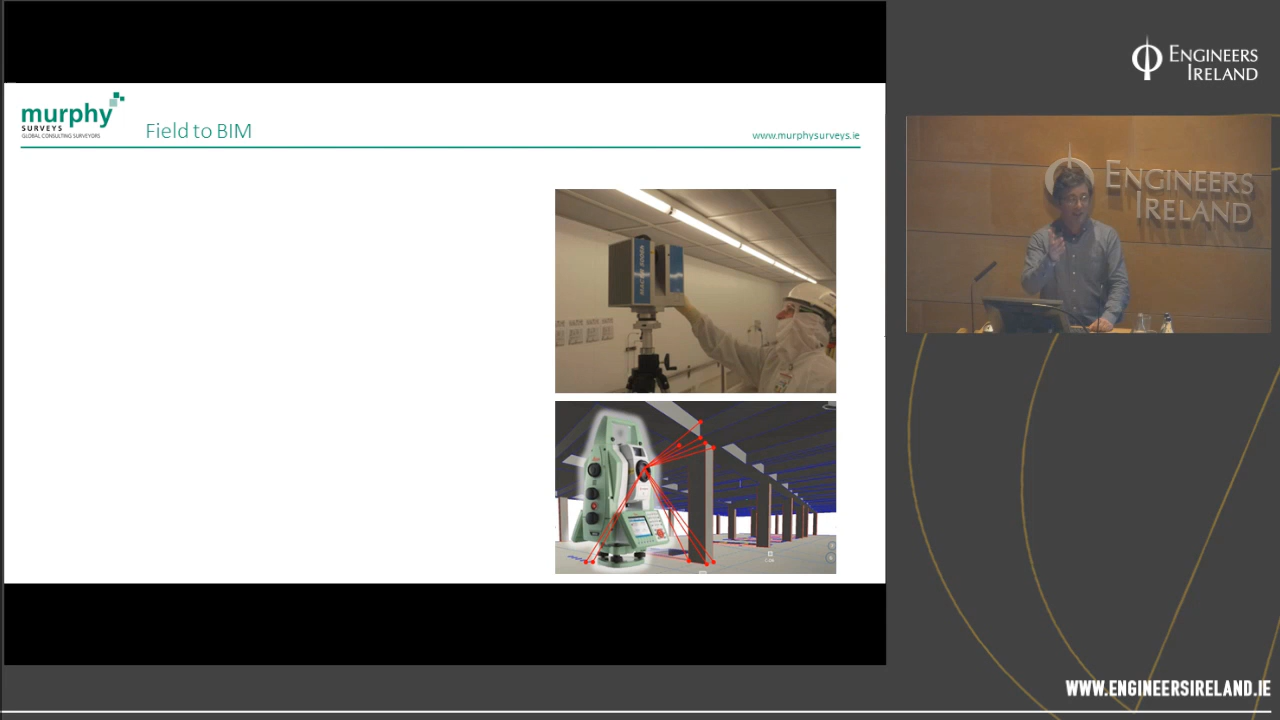 murphy
SURVEYS
GLOBAL CONSULTING SURVEYORS
Field to BIM
www.murphysurveys.ie
ENGINEERS
IRELAND
ENGINEERS
IRELAND
WWW.ENGINEERSIRELAND.IE